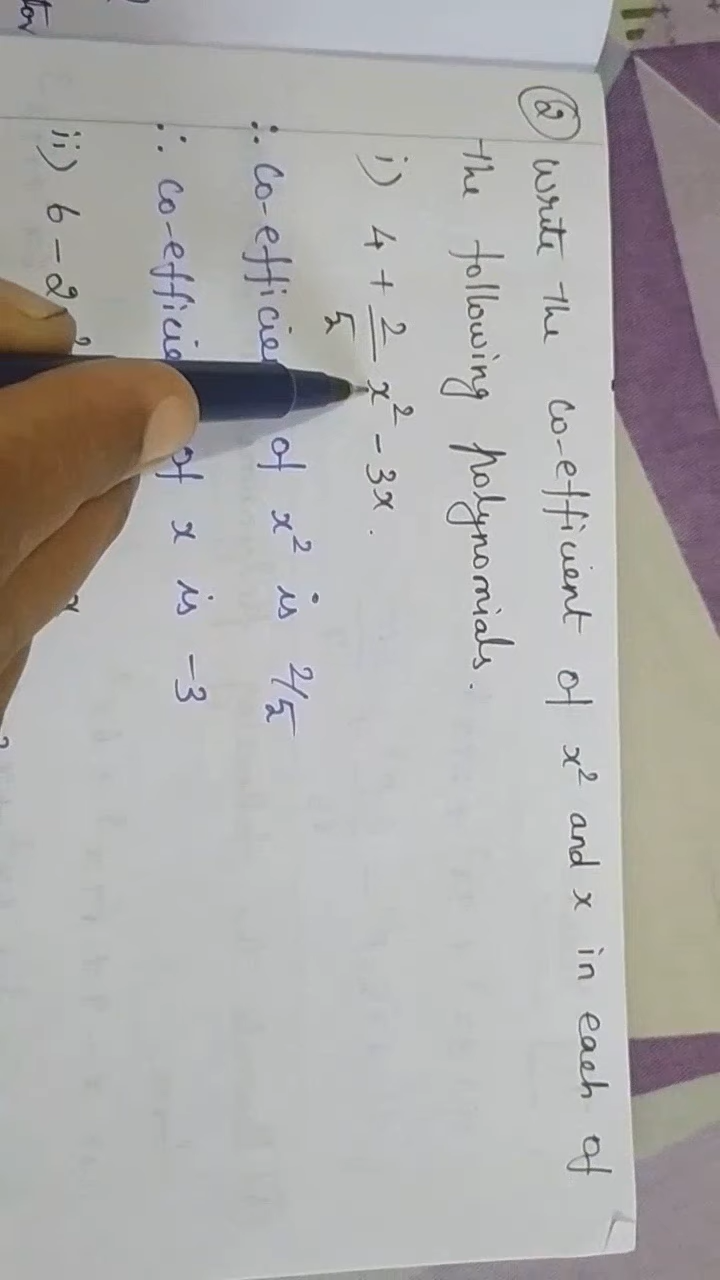 ② Write the co-efficient of x² and x in each of
the following polynomials.
i) 4 + 2/5 x² - 3x.
∴ co-efficie of x² is 2/5
∴ co-efficie of x is -3
ii) 6 - 2